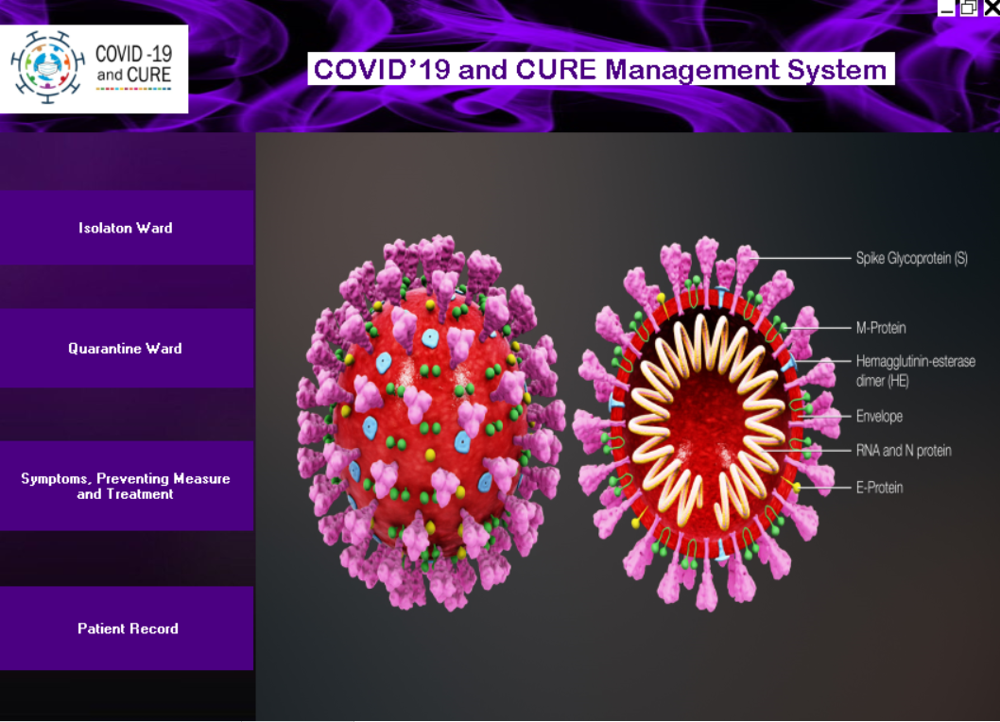 COVID -19
and CURE
COVID'19 and CURE Management System
Isolaton Ward
Quarantine Ward
Symptoms, Preventing Measure
and Treatment
Patient Record
Spike Glycoprotein (S)
M-Protein
Hemagglutinin-esterase
dimer (HE)
Envelope
RNA and N protein
E-Protein